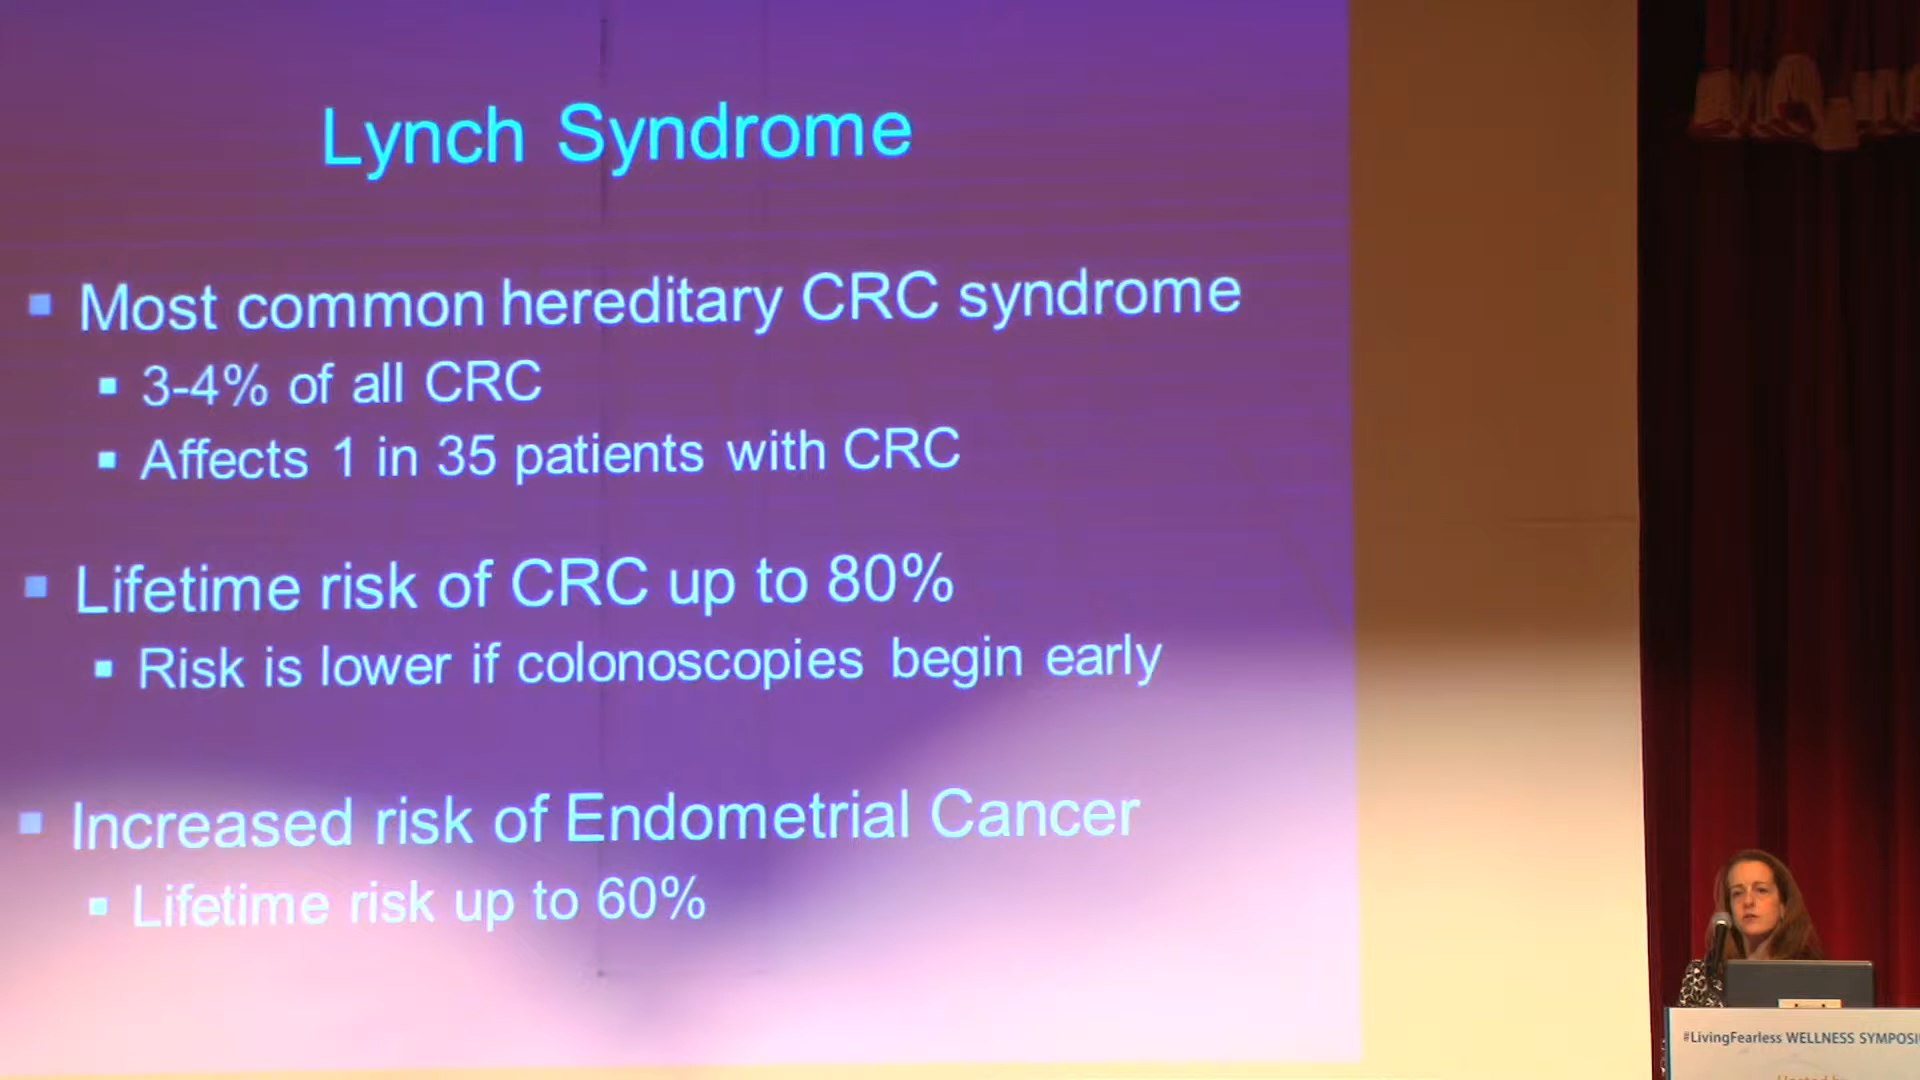 Lynch Syndrome
▪ Most common hereditary CRC syndrome
▪ 3-4% of all CRC
▪ Affects 1 in 35 patients with CRC
▪ Lifetime risk of CRC up to 80%
▪ Risk is lower if colonoscopies begin early
▪ Increased risk of Endometrial Cancer
▪ Lifetime risk up to 60%
#LivingFearless WELLNESS